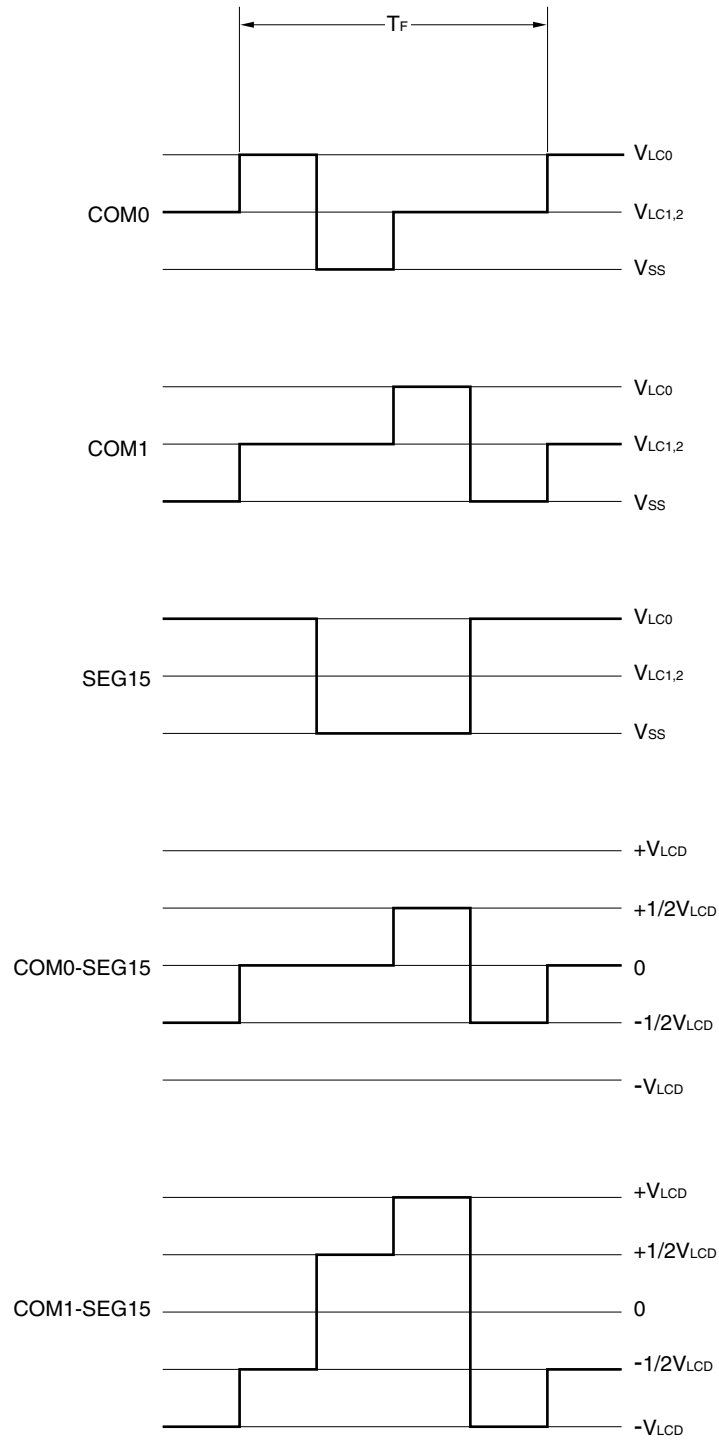 TF
VLC0
COM0
VLC1,2
VSS
VLC0
COM1
VLC1,2
VSS
VLC0
SEG15
VLC1,2
VSS
+VLCD
+1/2VLCD
COM0-SEG15
0
-1/2VLCD
-VLCD
+VLCD
+1/2VLCD
COM1-SEG15
0
-1/2VLCD
-VLCD